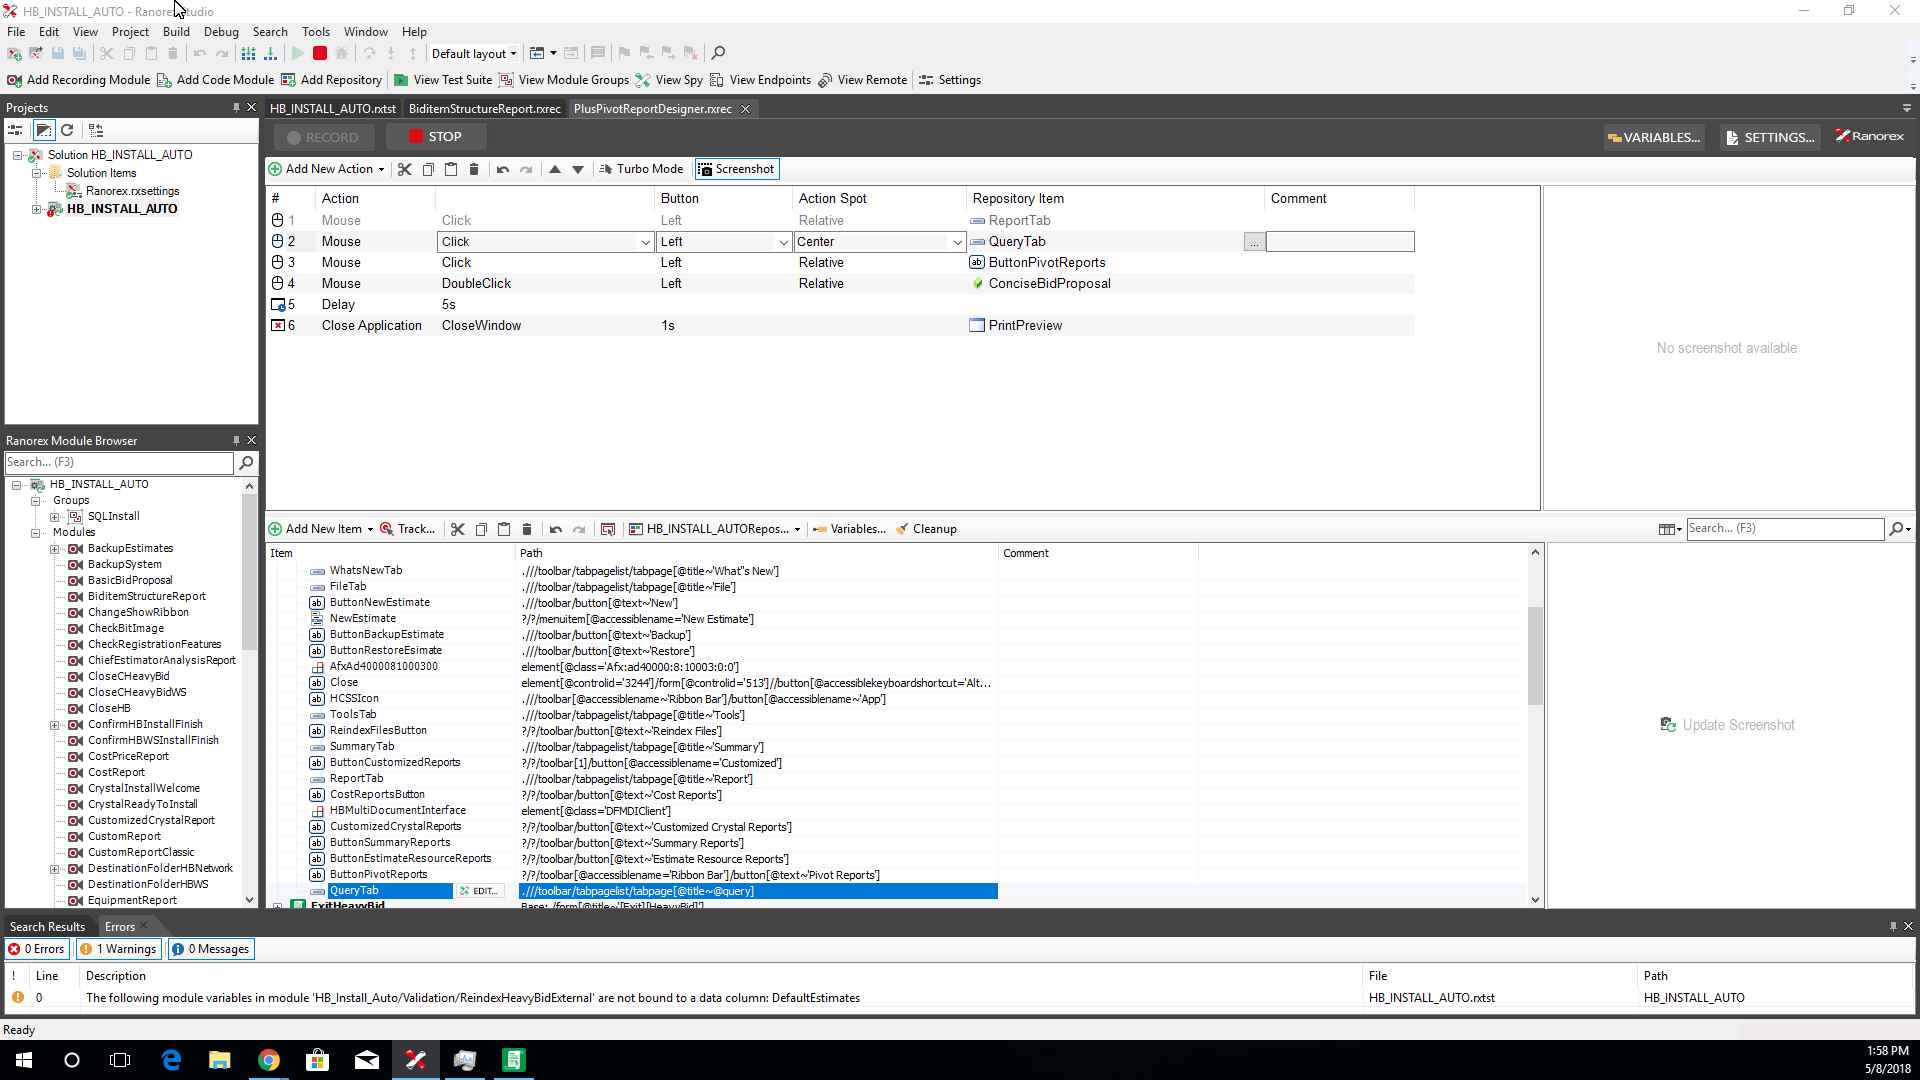 HB_INSTALL_AUTO - Ranorex Studio
File Edit View Project Build Debug Search Tools Window Help
Default layout
Add Recording Module Add Code Module Add Repository View Test Suite View Module Groups View Spy View Endpoints View Remote Settings
Projects
HB_INSTALL_AUTO.rxtst BiditemStructureReport.rxrec PlusPivotReportDesigner.rxrec
RECORD STOP VARIABLES... SETTINGS... Ranorex
Solution HB_INSTALL_AUTO
Solution Items
Ranorex.rxsettings
HB_INSTALL_AUTO
Add New Action Turbo Mode Screenshot
# Action Button Action Spot Repository Item Comment
1 Mouse Click Left Relative ReportTab
2 Mouse Click Left Center QueryTab ...
3 Mouse Click Left Relative ButtonPivotReports
4 Mouse DoubleClick Left Relative ConciseBidProposal
5 Delay 5s
6 Close Application CloseWindow 1s PrintPreview
No screenshot available
Ranorex Module Browser
Search... (F3)
HB_INSTALL_AUTO
Groups
SQLInstall
Modules
BackupEstimates
BackupSystem
BasicBidProposal
BiditemStructureReport
ChangeShowRibbon
CheckBitImage
CheckRegistrationFeatures
ChiefEstimatorAnalysisReport
CloseCHeavyBid
CloseCHeavyBidWS
CloseHB
ConfirmHBInstallFinish
ConfirmHBWSInstallFinish
CostPriceReport
CostReport
CrystalInstallWelcome
CrystalReadyToInstall
CustomizedCrystalReport
CustomReport
CustomReportClassic
DestinationFolderHBNetwork
DestinationFolderHBWS
EquipmentReport
Add New Item Track... HB_INSTALL_AUTORepos... Variables... Cleanup Search... (F3)
Item Path Comment
WhatsNewTab .///toolbar/tabpagelist/tabpage[@title~'What''s New']
FileTab .///toolbar/tabpagelist/tabpage[@title~'File']
ButtonNewEstimate .///toolbar/button[@text~'New']
NewEstimate ?/?/menuitem[@accessiblename='New Estimate']
ButtonBackupEstimate .///toolbar/button[@text~'Backup']
ButtonRestoreEsimate .///toolbar/button[@text~'Restore']
AfxAd4000081000300 element[@class='Afx:ad40000:8:10003:0:0']
Close element[@controlid='3244']/form[@controlid='513']//button[@accessiblekeyboardshortcut='Alt...
HCSSIcon .///toolbar[@accessiblename='Ribbon Bar']/button[@accessiblename~'App']
ToolsTab .///toolbar/tabpagelist/tabpage[@title~'Tools']
ReindexFilesButton ?/?/toolbar/button[@text~'Reindex Files']
SummaryTab .///toolbar/tabpagelist/tabpage[@title~'Summary']
ButtonCustomizedReports ?/?/toolbar[1]/button[@accessiblename='Customized']
ReportTab .///toolbar/tabpagelist/tabpage[@title~'Report']
CostReportsButton ?/?/toolbar/button[@text~'Cost Reports']
HBMultiDocumentInterface element[@class='DFMDIClient']
CustomizedCrystalReports ?/?/toolbar/button[@text~'Customized Crystal Reports']
ButtonSummaryReports ?/?/toolbar/button[@text~'Summary Reports']
ButtonEstimateResourceReports ?/?/toolbar/button[@text~'Estimate Resource Reports']
ButtonPivotReports ?/?/toolbar[@accessiblename='Ribbon Bar']/button[@text~'Pivot Reports']
QueryTab EDIT... .///toolbar/tabpagelist/tabpage[@title~@query]
ExitHeavyBid Base: /form[@title~'[Exit][HeavyBid]']
Update Screenshot
Search Results Errors
0 Errors 1 Warnings 0 Messages
! Line Description File Path
0 The following module variables in module 'HB_Install_Auto/Validation/ReindexHeavyBidExternal' are not bound to a data column: DefaultEstimates HB_INSTALL_AUTO.rxtst HB_INSTALL_AUTO
Ready
1:58 PM
5/8/2018